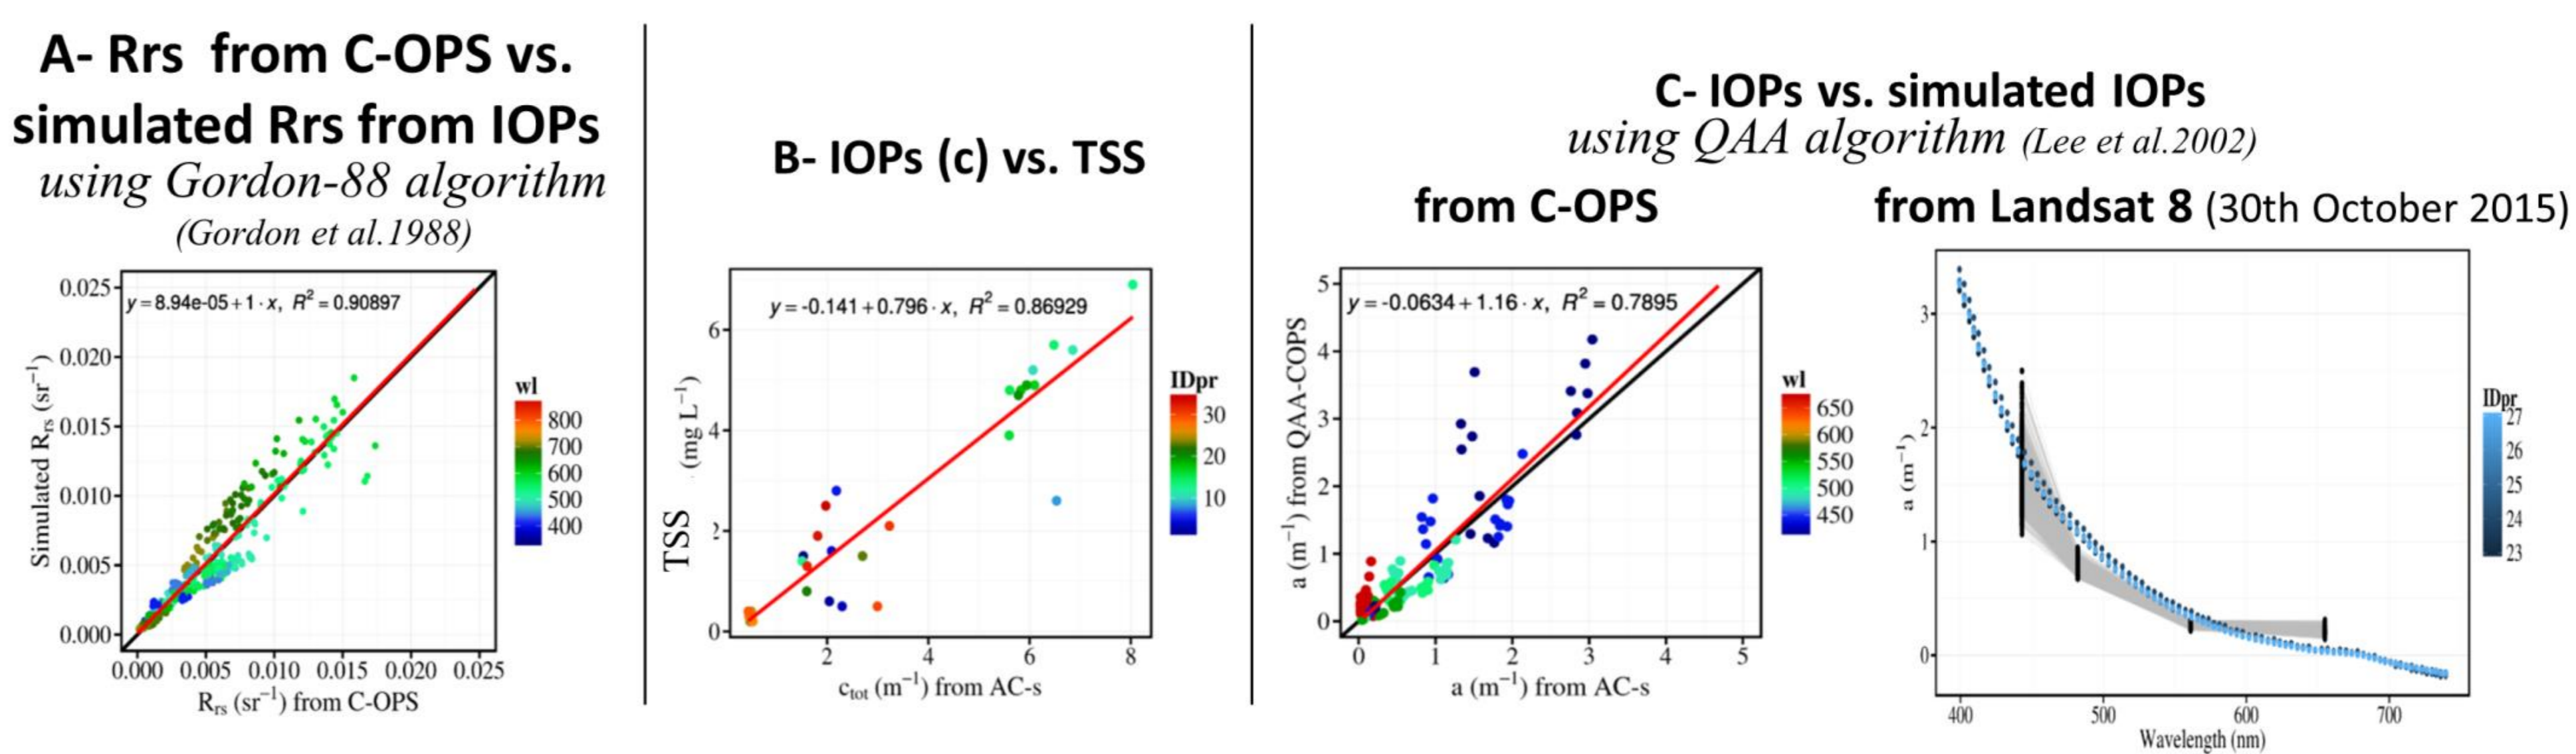 A- Rrs from C-OPS vs.
simulated Rrs from IOPs
using Gordon-88 algorithm
(Gordon et al.1988)
y = 8.94e-05 + 1 · x, R² = 0.90897
0.025
0.020
0.015
0.010
0.005
0.000
Simulated Rrs (sr⁻¹)
0.000 0.005 0.010 0.015 0.020 0.025
Rrs (sr⁻¹) from C-OPS
wl
800
700
600
500
400
B- IOPs (c) vs. TSS
y = -0.141 + 0.796 · x, R² = 0.86929
6
4
2
0
TSS (mg L⁻¹)
2 4 6 8
ctot (m⁻¹) from AC-s
IDpr
30
20
10
C- IOPs vs. simulated IOPs
using QAA algorithm (Lee et al.2002)
from C-OPS
y = -0.0634 + 1.16 · x, R² = 0.7895
5
4
3
2
1
0
a (m⁻¹) from QAA-COPS
0 1 2 3 4 5
a (m⁻¹) from AC-s
wl
650
600
550
500
450
from Landsat 8 (30th October 2015)
3
2
1
0
a (m⁻¹)
400 500 600 700
Wavelength (nm)
IDpr
27
26
25
24
23